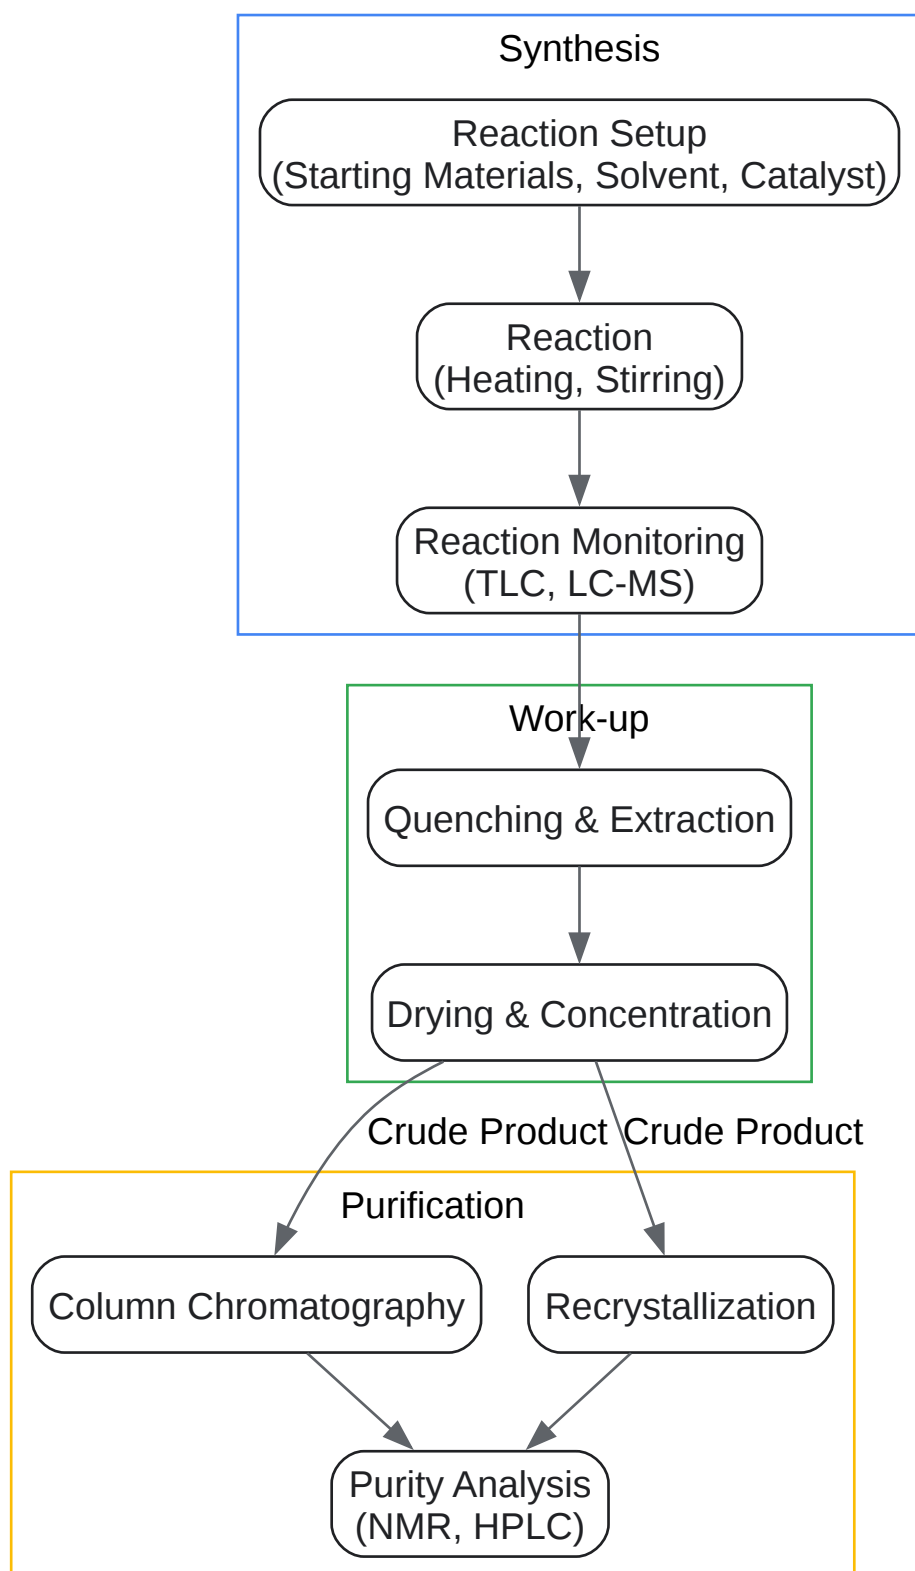 Synthesis
Reaction Setup
(Starting Materials, Solvent, Catalyst)
Reaction
(Heating, Stirring)
Reaction Monitoring
(TLC, LC-MS)
Work-up
Quenching & Extraction
Drying & Concentration
Crude Product
Crude Product
Purification
Column Chromatography
Recrystallization
Purity Analysis
(NMR, HPLC)